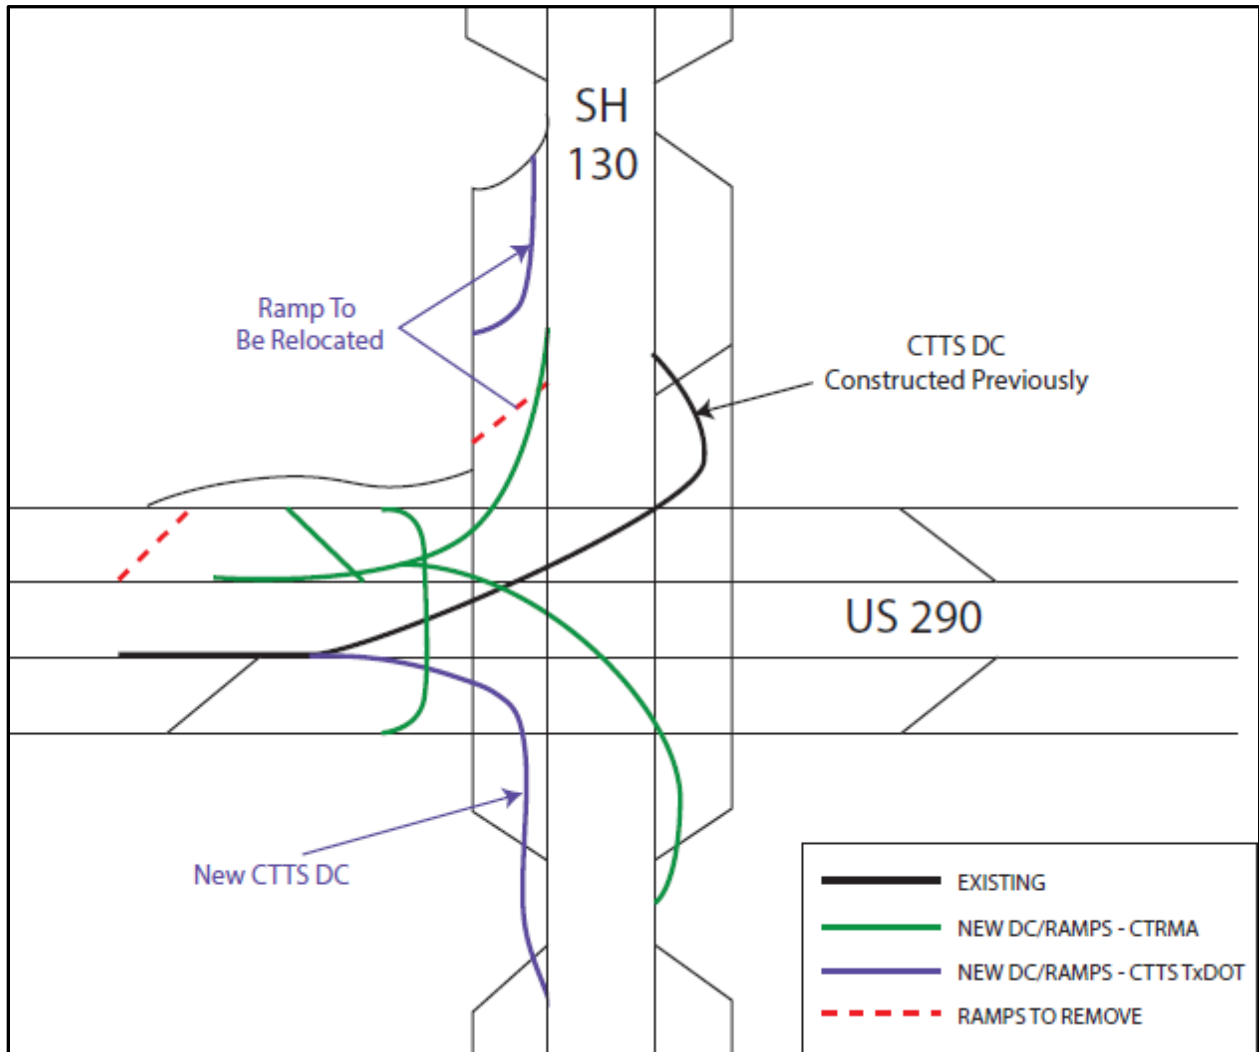 SH
130
Ramp To
Be Relocated
CTTS DC
Constructed Previously
US 290
New CTTS DC
EXISTING
NEW DC/RAMPS - CTRMA
NEW DC/RAMPS - CTTS TxDOT
RAMPS TO REMOVE